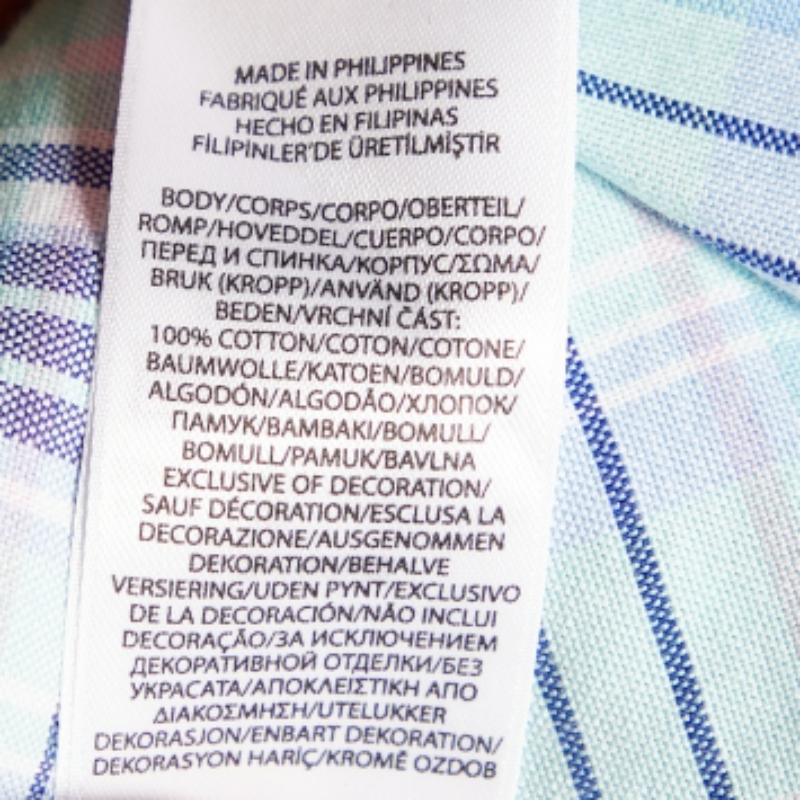 MADE IN PHILIPPINES
FABRIQUÉ AUX PHILIPPINES
HECHO EN FILIPINAS
FİLİPİNLER'DE ÜRETİLMİŞTİR
BODY/CORPS/CORPO/OBERTEIL/
ROMP/HOVEDDEL/CUERPO/CORPO/
ПЕРЕД И СПИНКА/КОРПУС/ΣΩΜΑ/
BRUK (KROPP)/ANVÄND (KROPP)/
BEDEN/VRCHNÍ ČÁST:
100% COTTON/COTON/COTONE/
BAUMWOLLE/KATOEN/BOMULD/
ALGODÓN/ALGODÃO/ХЛОПОК/
ПАМУК/ΒΑΜΒΑΚΙ/BOMULL/
BOMULL/PAMUK/BAVLNA
EXCLUSIVE OF DECORATION/
SAUF DÉCORATION/ESCLUSA LA
DECORAZIONE/AUSGENOMMEN
DEKORATION/BEHALVE
VERSIERING/UDEN PYNT/EXCLUSIVO
DE LA DECORACIÓN/NÃO INCLUI
DECORAÇÃO/ЗА ИСКЛЮЧЕНИЕМ
ДЕКОРАТИВНОЙ ОТДЕЛКИ/БЕЗ
УКРАСАТА/ΑΠΟΚΛΕΙΣΤΙΚΗ ΑΠΟ
ΔΙΑΚΟΣΜΗΣΗ/UTELUKKER
DEKORASJON/ENBART DEKORATION/
DEKORASYON HARİÇ/KROMĚ OZDOB